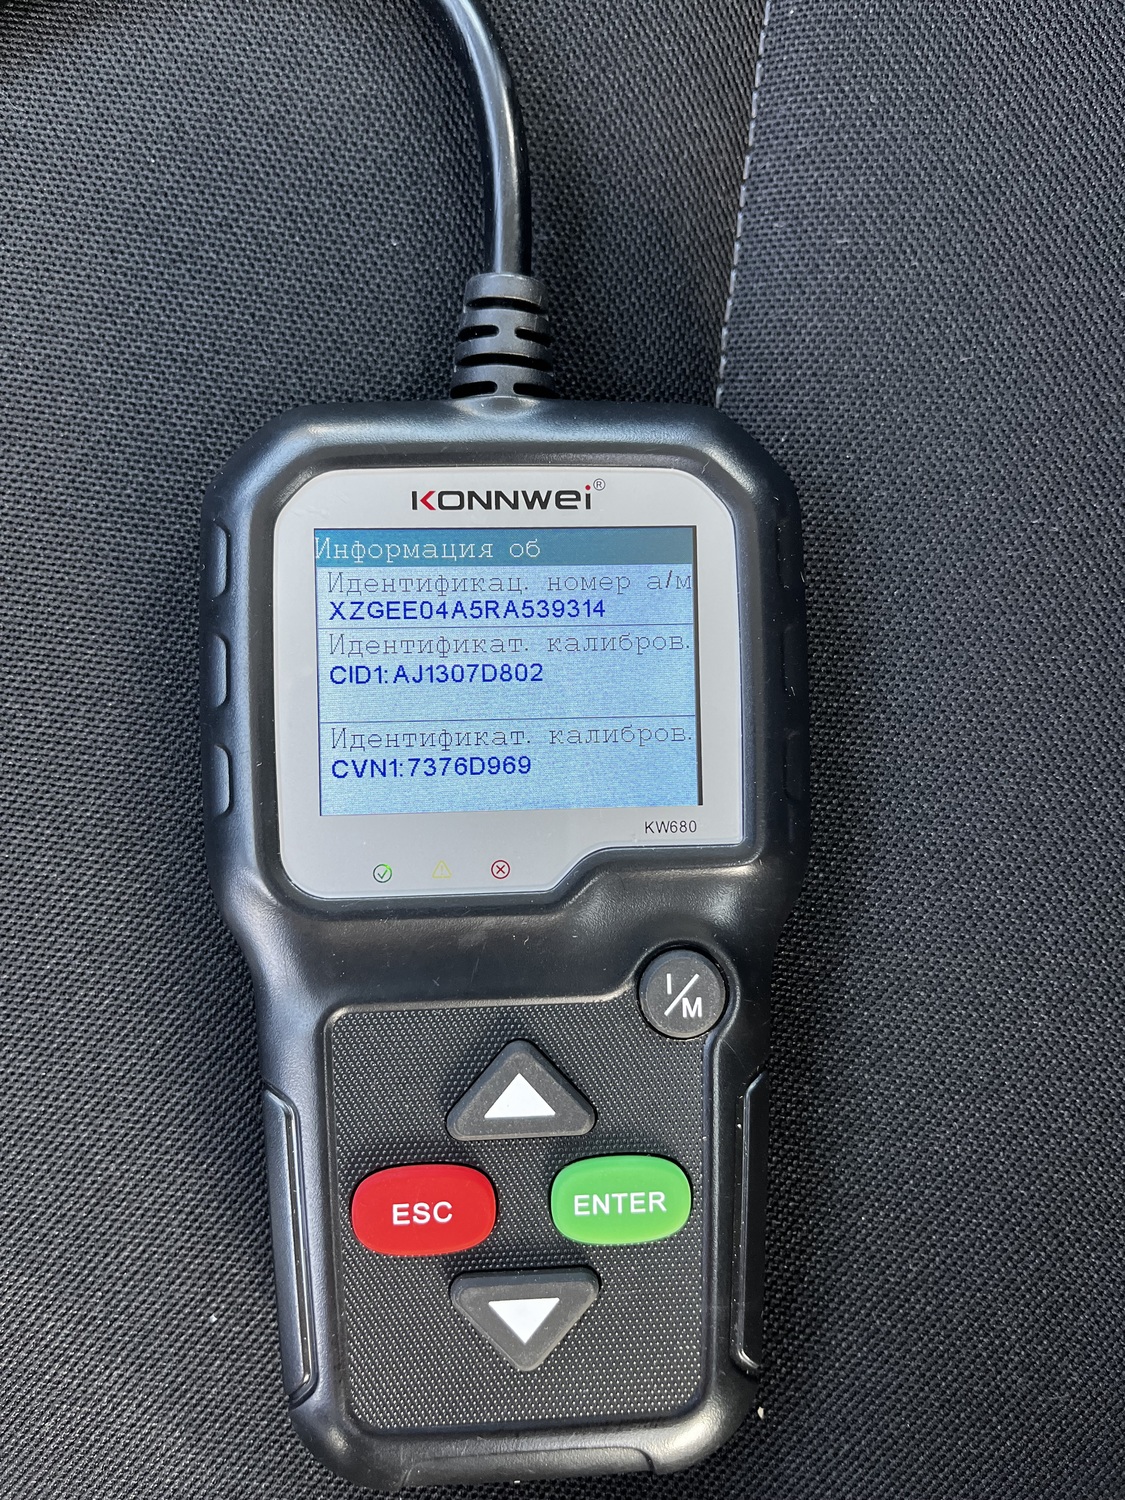 KONNWEI®
Информация об
Идентификац. номер а/м
XZGEE04A5RA539314
Идентификат. калибров.
CID1:AJ1307D802
Идентификат. калибров.
CVN1:7376D969
KW680
I/M
ESC
ENTER